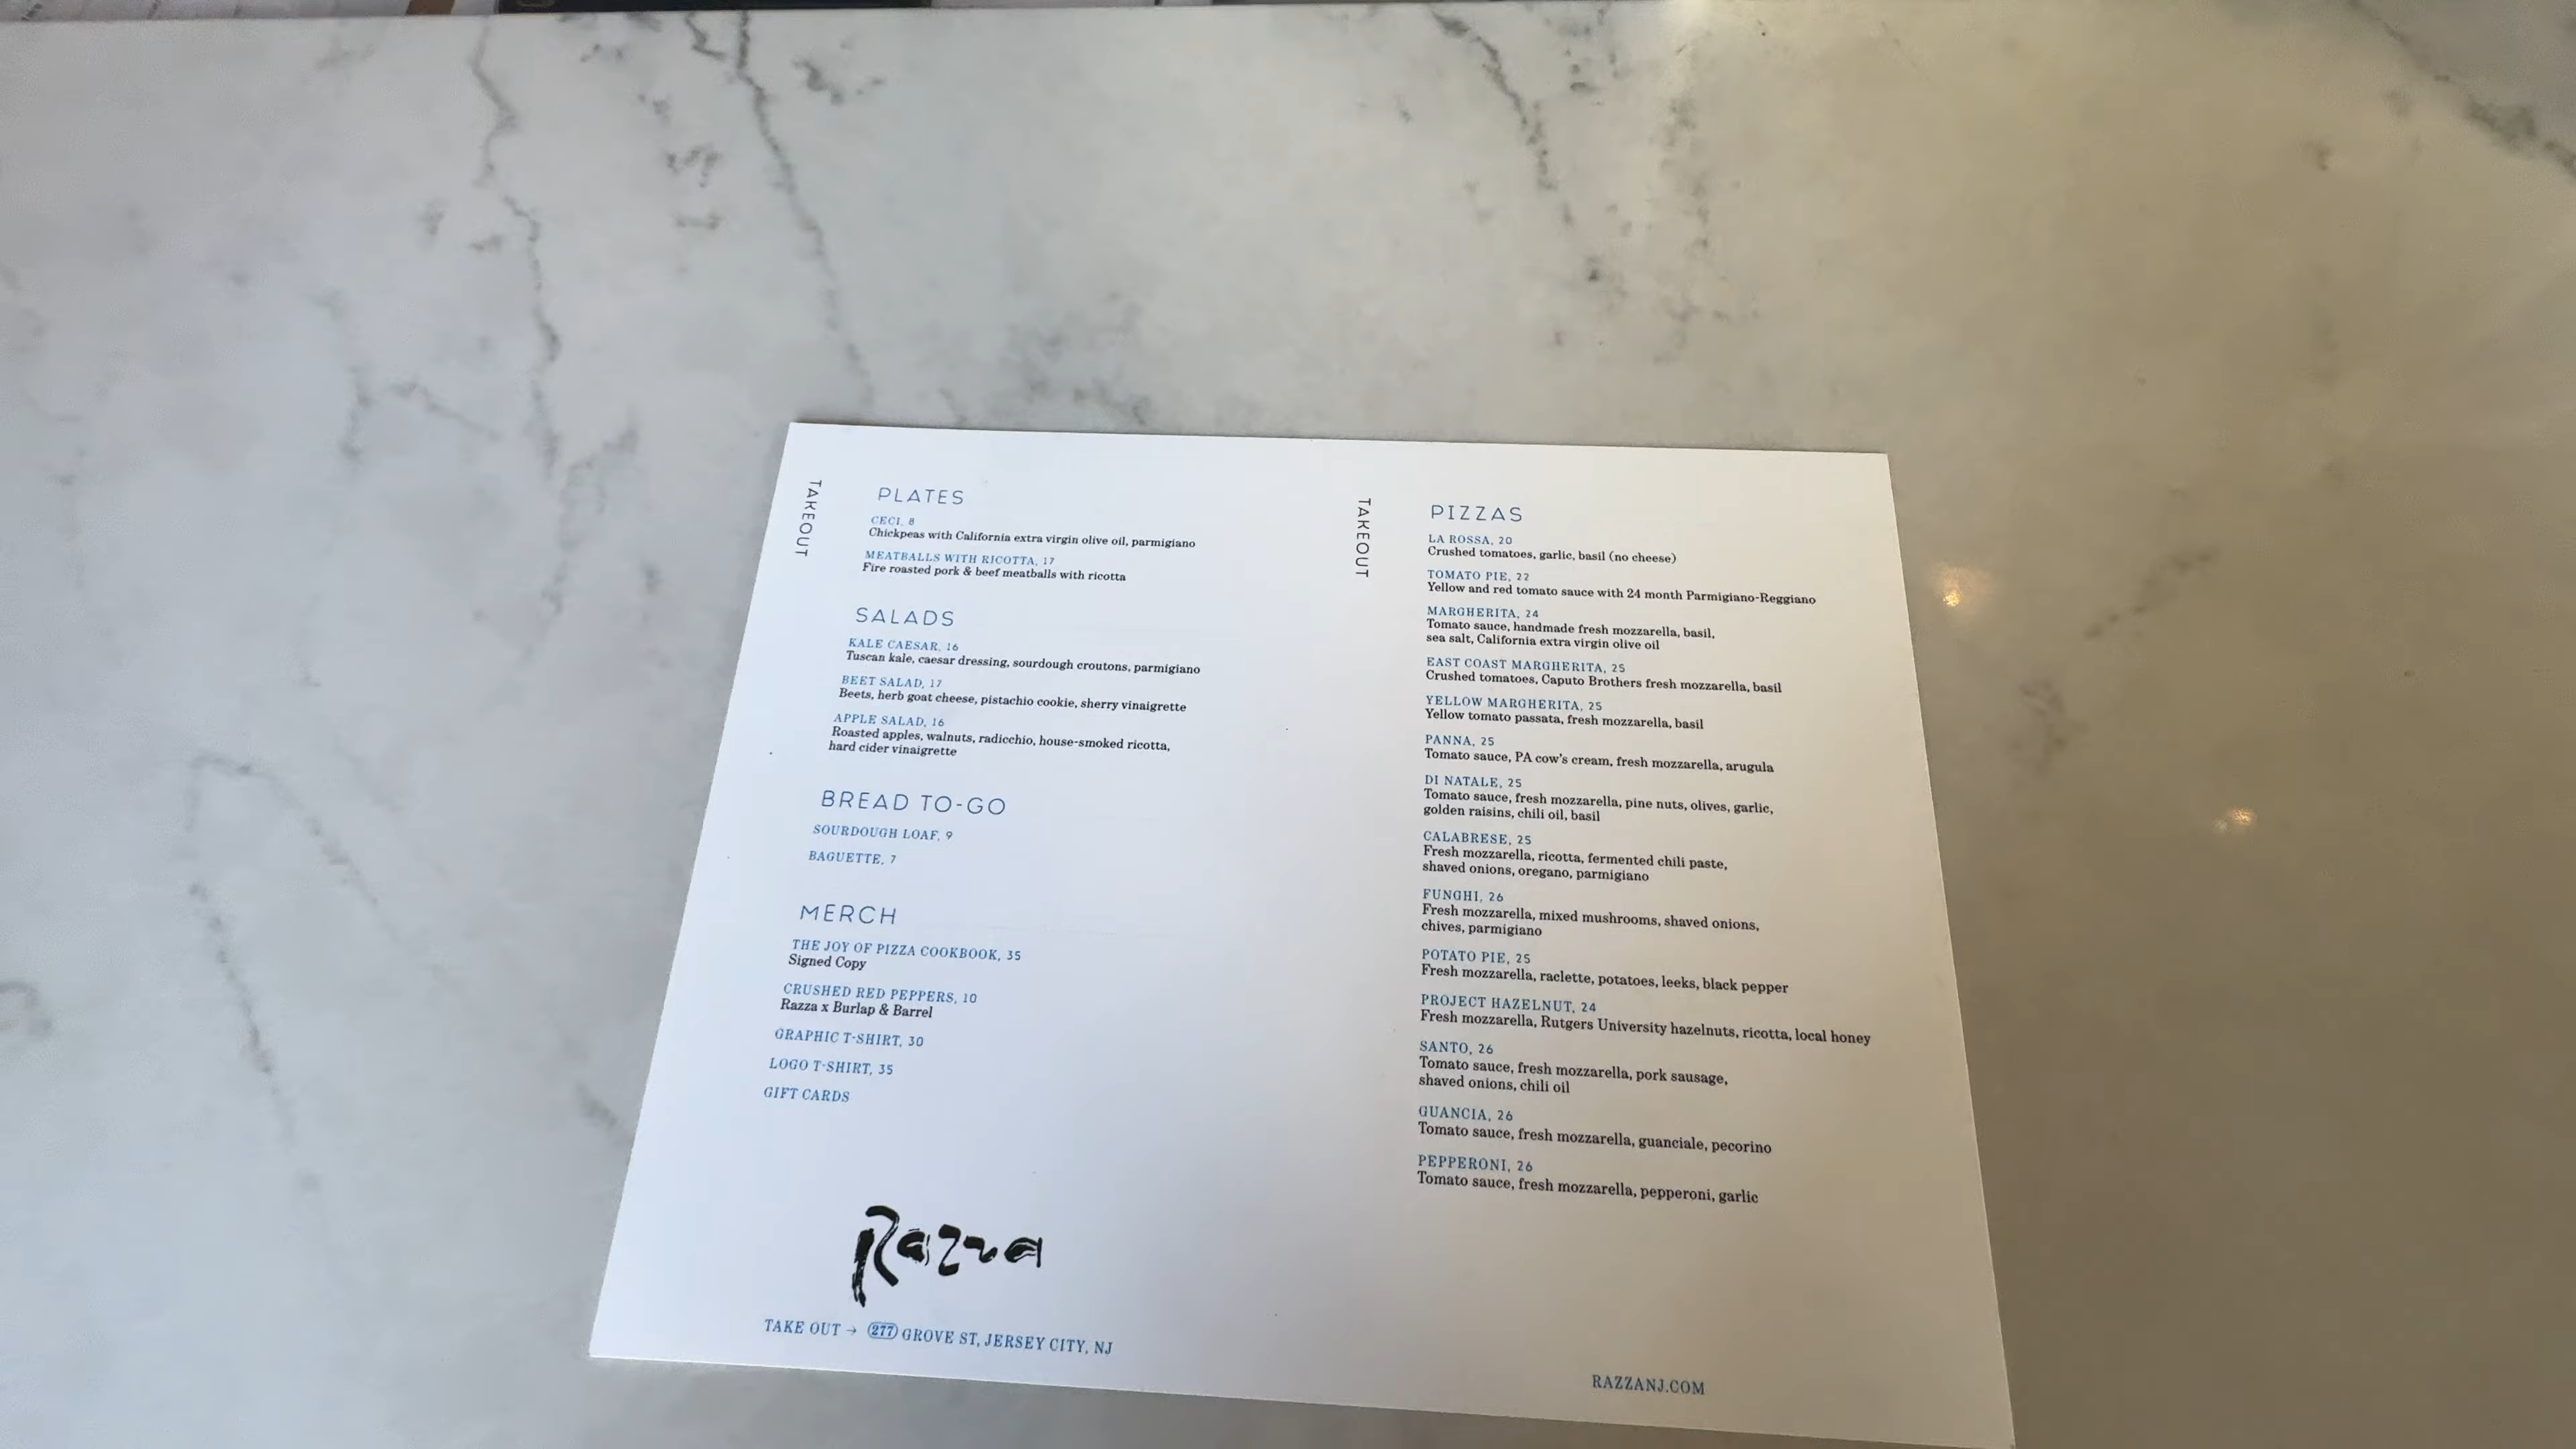 TAKEOUT
PLATES
CECI, 8
Chickpeas with California extra virgin olive oil, parmigiano
MEATBALLS WITH RICOTTA, 17
Fire roasted pork & beef meatballs with ricotta
SALADS
KALE CAESAR, 16
Tuscan kale, caesar dressing, sourdough croutons, parmigiano
BEET SALAD, 17
Beets, herb goat cheese, pistachio cookie, sherry vinaigrette
APPLE SALAD, 16
Roasted apples, walnuts, radicchio, house-smoked ricotta,
hard cider vinaigrette
BREAD TO-GO
SOURDOUGH LOAF, 9
BAGUETTE, 7
MERCH
THE JOY OF PIZZA COOKBOOK, 35
Signed Copy
CRUSHED RED PEPPERS, 10
Razza x Burlap & Barrel
GRAPHIC T-SHIRT, 30
LOGO T-SHIRT, 35
GIFT CARDS
Razza
TAKE OUT → 277 GROVE ST, JERSEY CITY, NJ
TAKEOUT
PIZZAS
LA ROSSA, 20
Crushed tomatoes, garlic, basil (no cheese)
TOMATO PIE, 22
Yellow and red tomato sauce with 24 month Parmigiano-Reggiano
MARGHERITA, 24
Tomato sauce, handmade fresh mozzarella, basil,
sea salt, California extra virgin olive oil
EAST COAST MARGHERITA, 25
Crushed tomatoes, Caputo Brothers fresh mozzarella, basil
YELLOW MARGHERITA, 25
Yellow tomato passata, fresh mozzarella, basil
PANNA, 25
Tomato sauce, PA cow's cream, fresh mozzarella, arugula
DI NATALE, 25
Tomato sauce, fresh mozzarella, pine nuts, olives, garlic,
golden raisins, chili oil, basil
CALABRESE, 25
Fresh mozzarella, ricotta, fermented chili paste,
shaved onions, oregano, parmigiano
FUNGHI, 26
Fresh mozzarella, mixed mushrooms, shaved onions,
chives, parmigiano
POTATO PIE, 25
Fresh mozzarella, raclette, potatoes, leeks, black pepper
PROJECT HAZELNUT, 24
Fresh mozzarella, Rutgers University hazelnuts, ricotta, local honey
SANTO, 26
Tomato sauce, fresh mozzarella, pork sausage,
shaved onions, chili oil
GUANCIA, 26
Tomato sauce, fresh mozzarella, guanciale, pecorino
PEPPERONI, 26
Tomato sauce, fresh mozzarella, pepperoni, garlic
RAZZANJ.COM